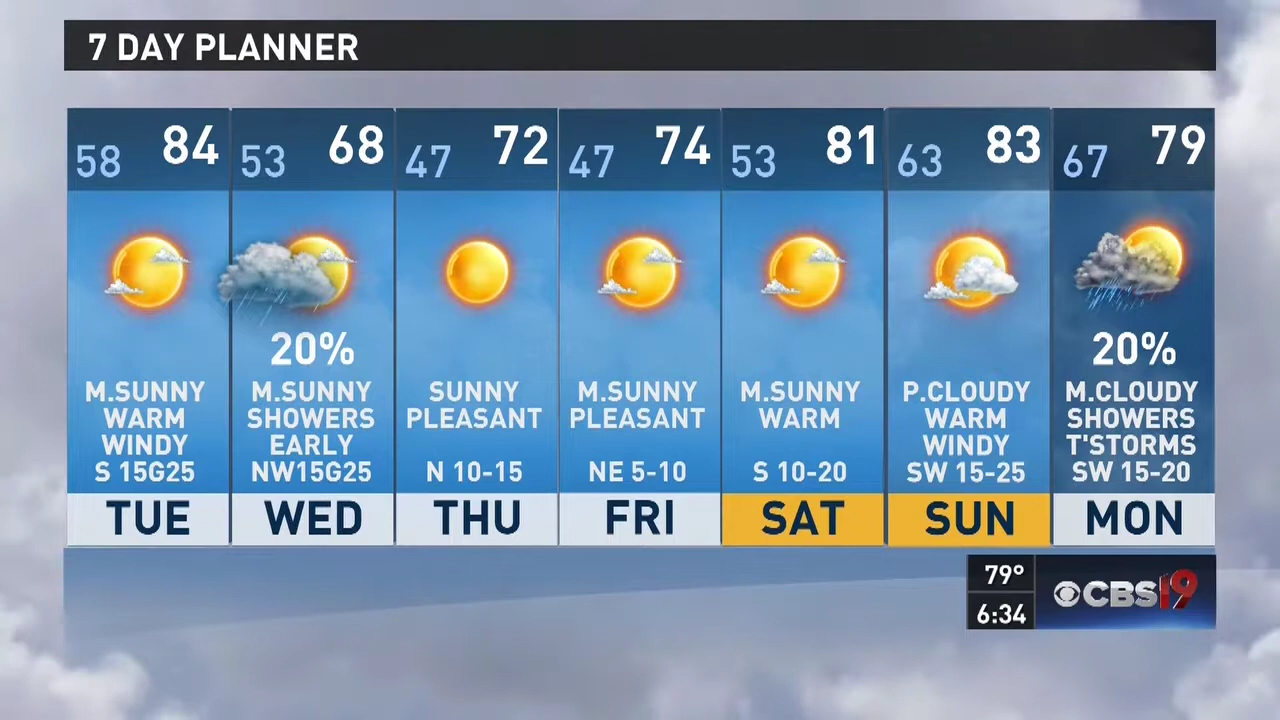 7 DAY PLANNER
58 84
53 68
47 72
47 74
53 81
63 83
67 79
20%
20%
M.SUNNY
WARM
WINDY
S 15G25
M.SUNNY
SHOWERS
EARLY
NW15G25
SUNNY
PLEASANT
N 10-15
M.SUNNY
PLEASANT
NE 5-10
M.SUNNY
WARM
S 10-20
P.CLOUDY
WARM
WINDY
SW 15-25
M.CLOUDY
SHOWERS
T'STORMS
SW 15-20
TUE
WED
THU
FRI
SAT
SUN
MON
79°
6:34
CBS19